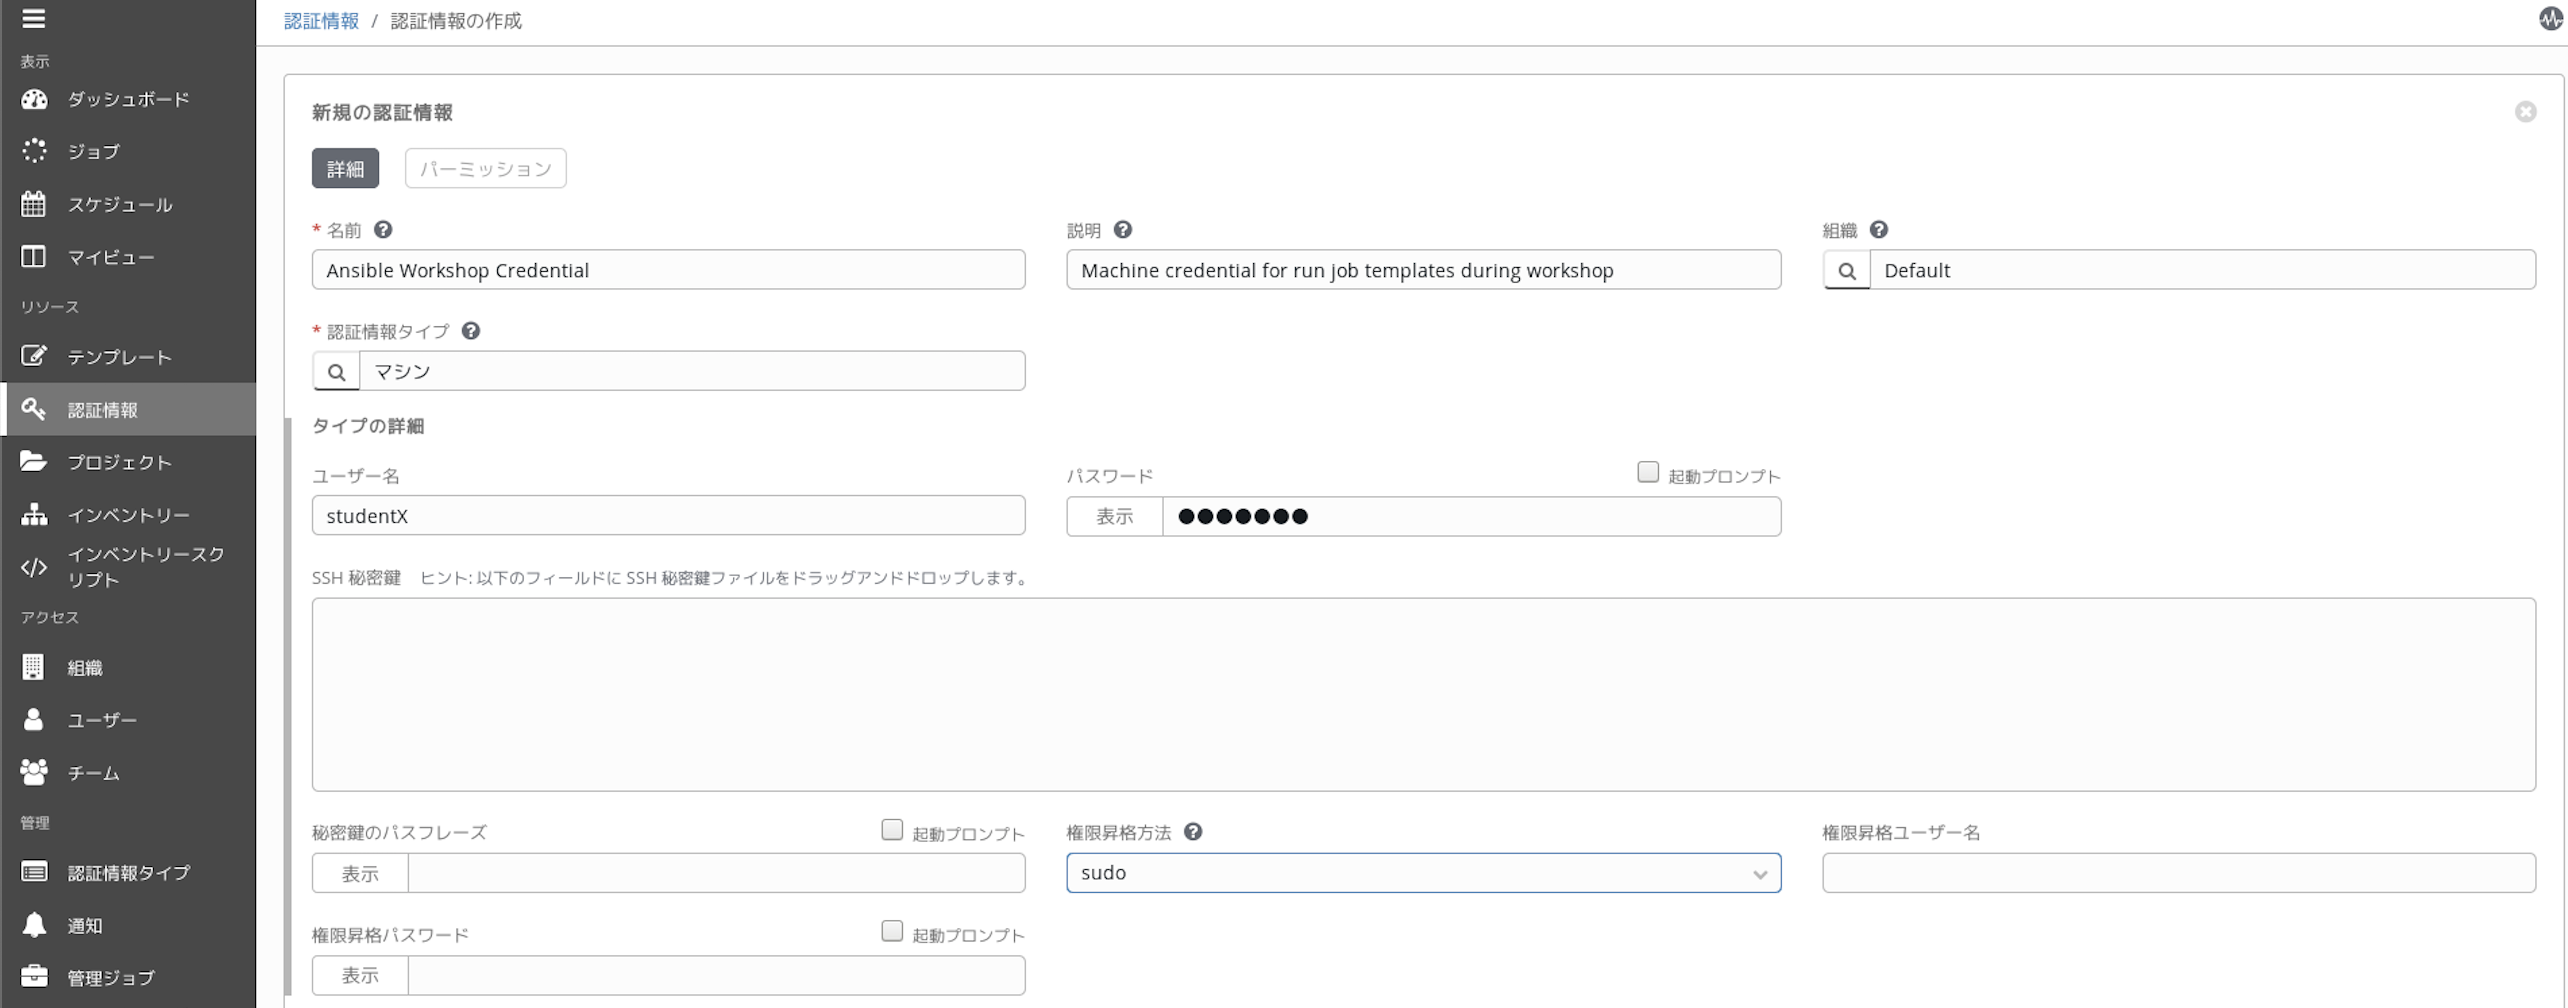 認証情報 / 認証情報の作成
表示
ダッシュボード
ジョブ
スケジュール
マイビュー
リソース
テンプレート
認証情報
プロジェクト
インベントリー
インベントリースク
リプト
アクセス
組織
ユーザー
チーム
管理
認証情報タイプ
通知
管理ジョブ
新規の認証情報
詳細 パーミッション
* 名前 説明 組織
Ansible Workshop Credential Machine credential for run job templates during workshop Default
* 認証情報タイプ
マシン
タイプの詳細
ユーザー名 パスワード 起動プロンプト
studentX 表示 ●●●●●●●
SSH 秘密鍵 ヒント: 以下のフィールドに SSH 秘密鍵ファイルをドラッグアンドドロップします。
秘密鍵のパスフレーズ 起動プロンプト 権限昇格方法 権限昇格ユーザー名
表示 sudo
権限昇格パスワード 起動プロンプト
表示